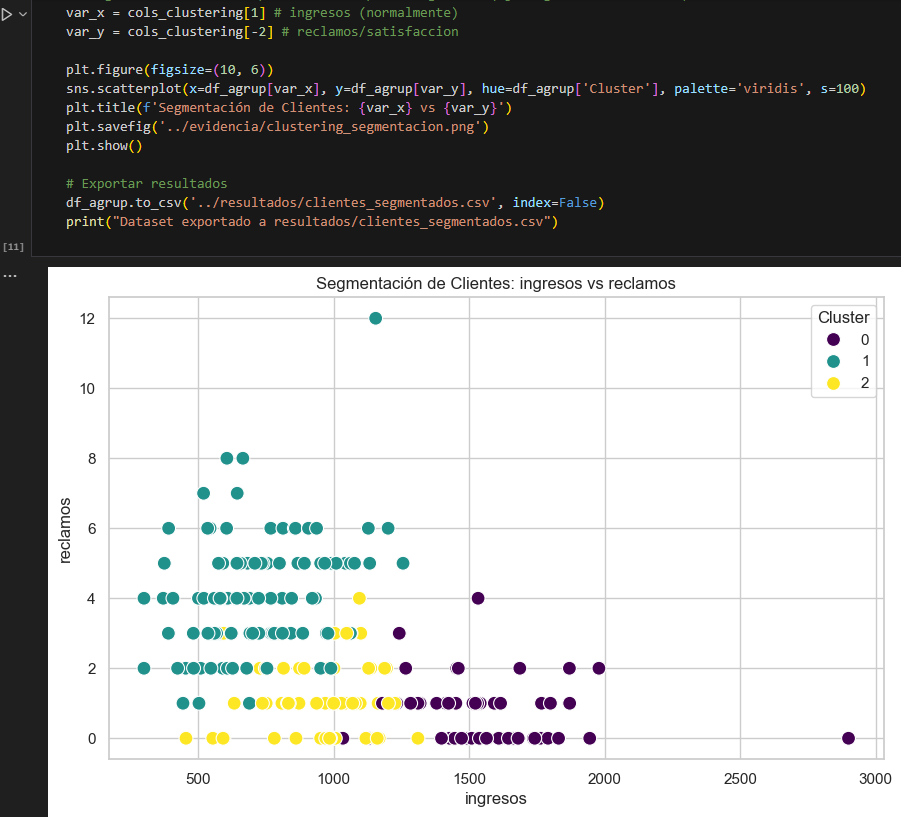 var_x = cols_clustering[1] # ingresos (normalmente)
var_y = cols_clustering[-2] # reclamos/satisfaccion
plt.figure(figsize=(10, 6))
sns.scatterplot(x=df_agrup[var_x], y=df_agrup[var_y], hue=df_agrup['Cluster'], palette='viridis', s=100)
plt.title(f'Segmentación de Clientes: {var_x} vs {var_y}')
plt.savefig('../evidencia/clustering_segmentacion.png')
plt.show()
# Exportar resultados
df_agrup.to_csv('../resultados/clientes_segmentados.csv', index=False)
print("Dataset exportado a resultados/clientes_segmentados.csv")
[11]
...
Segmentación de Clientes: ingresos vs reclamos
Cluster
0
1
2
12
10
8
6
4
2
0
reclamos
500 1000 1500 2000 2500 3000
ingresos